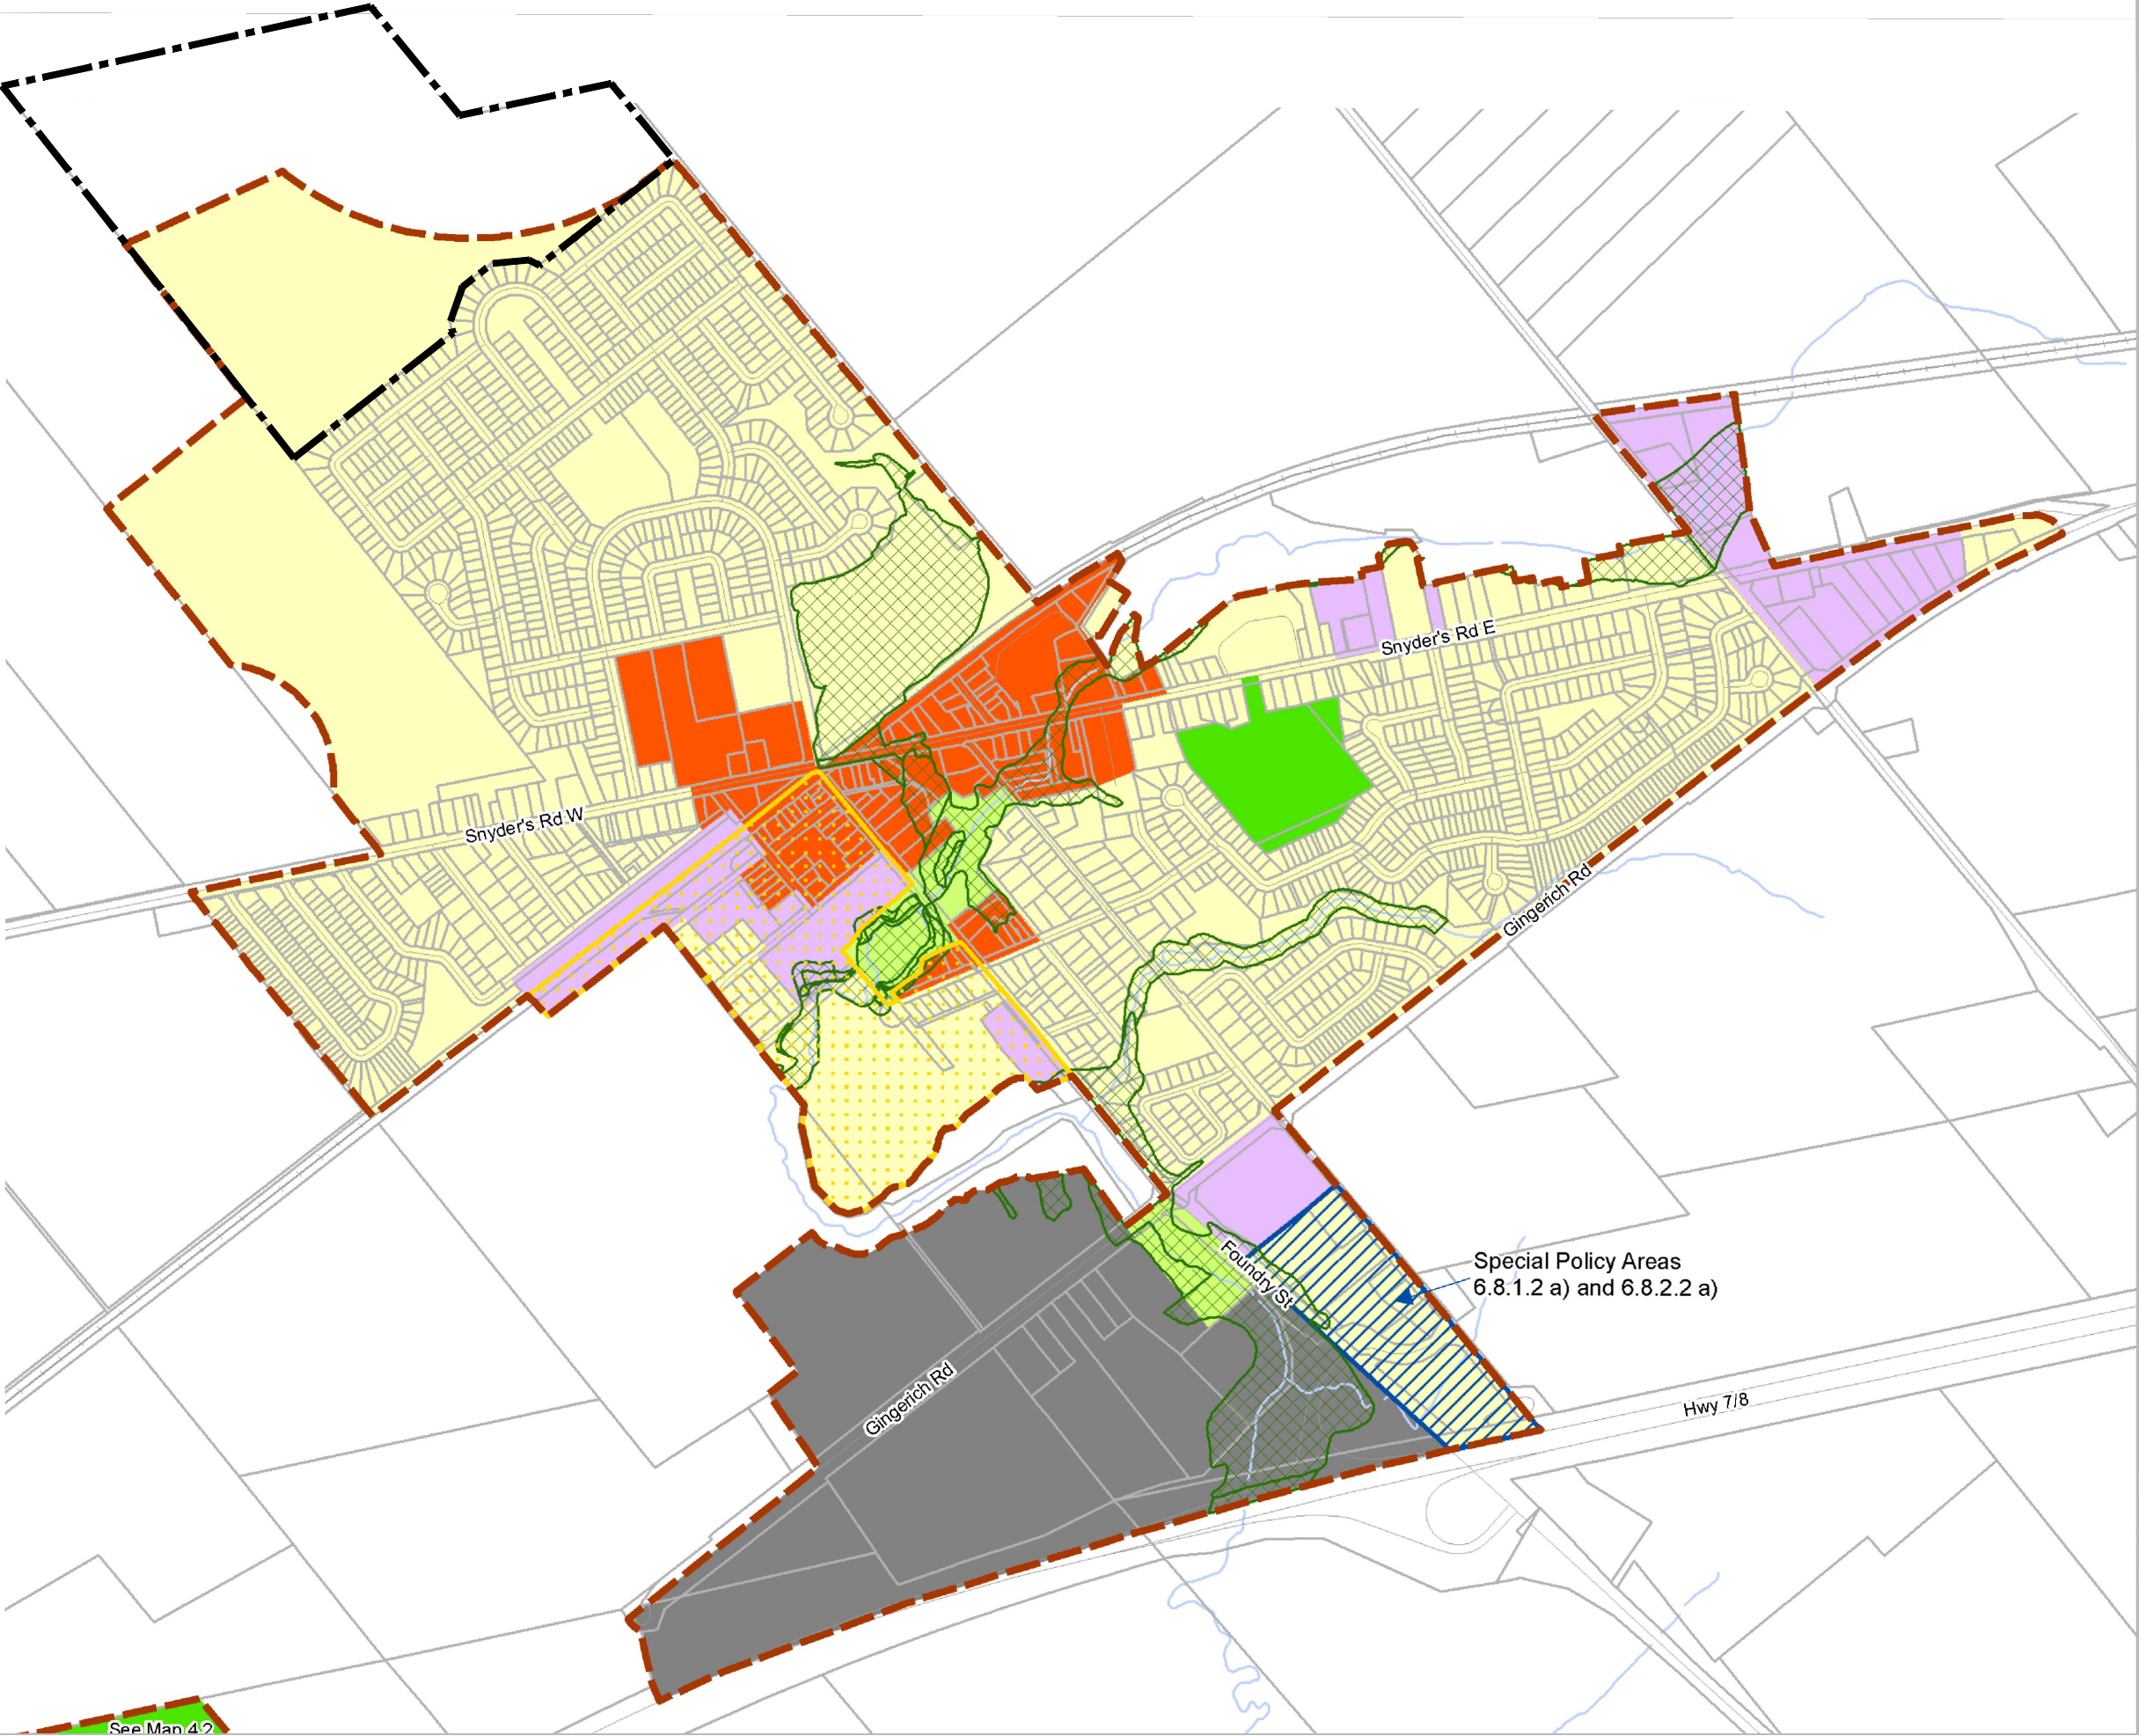 Snyder's Rd E
Snyder's Rd W
Gingerich Rd
Foundry St
Special Policy Areas
6.8.1.2 a) and 6.8.2.2 a)
Gingerich Rd
Hwy 7/8
See Map 4.2